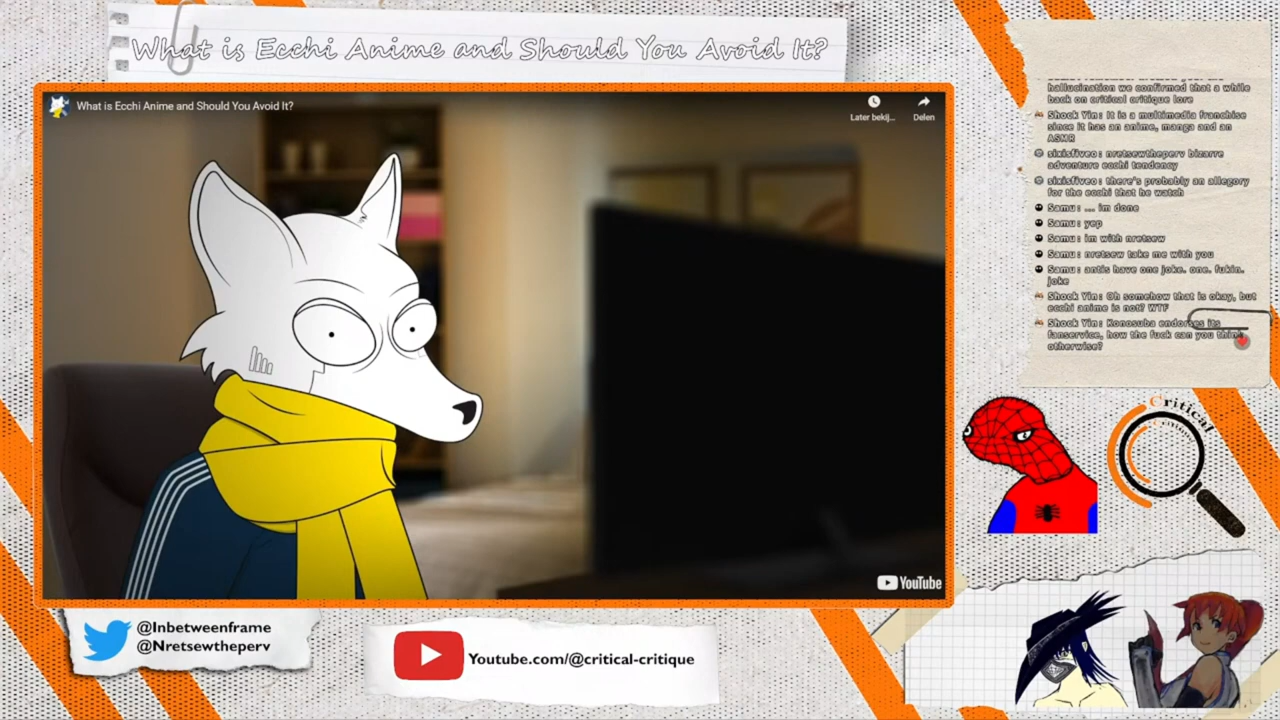 What is Ecchi Anime and Should You Avoid It?
What is Ecchi Anime and Should You Avoid It?
Later bekij...
Delen
YouTube
hallucination we confirmed that a while
back on critical critique lore
Shock Yin: It is a multimedia franchise
since it has an anime, manga and an
ASMR
sixisfiveo: nretsewtheperv bizarre
adventure ecchi tendency
sixisfiveo: there's probably an allegory
for the ecchi that he watch
Samu: ... im done
Samu: yep
Samu: im with nretsew
Samu: nretsew take me with you
Samu: antis have one joke. one. fukin.
joke
Shock Yin: Oh somehow that is okay, but
ecchi anime is not? WTF
Shock Yin: Konosuba endorses its
fanservice, how the fuck can you think
otherwise?
Critical
@Inbetweenframe
@Nretsewtheperv
Youtube.com/@critical-critique